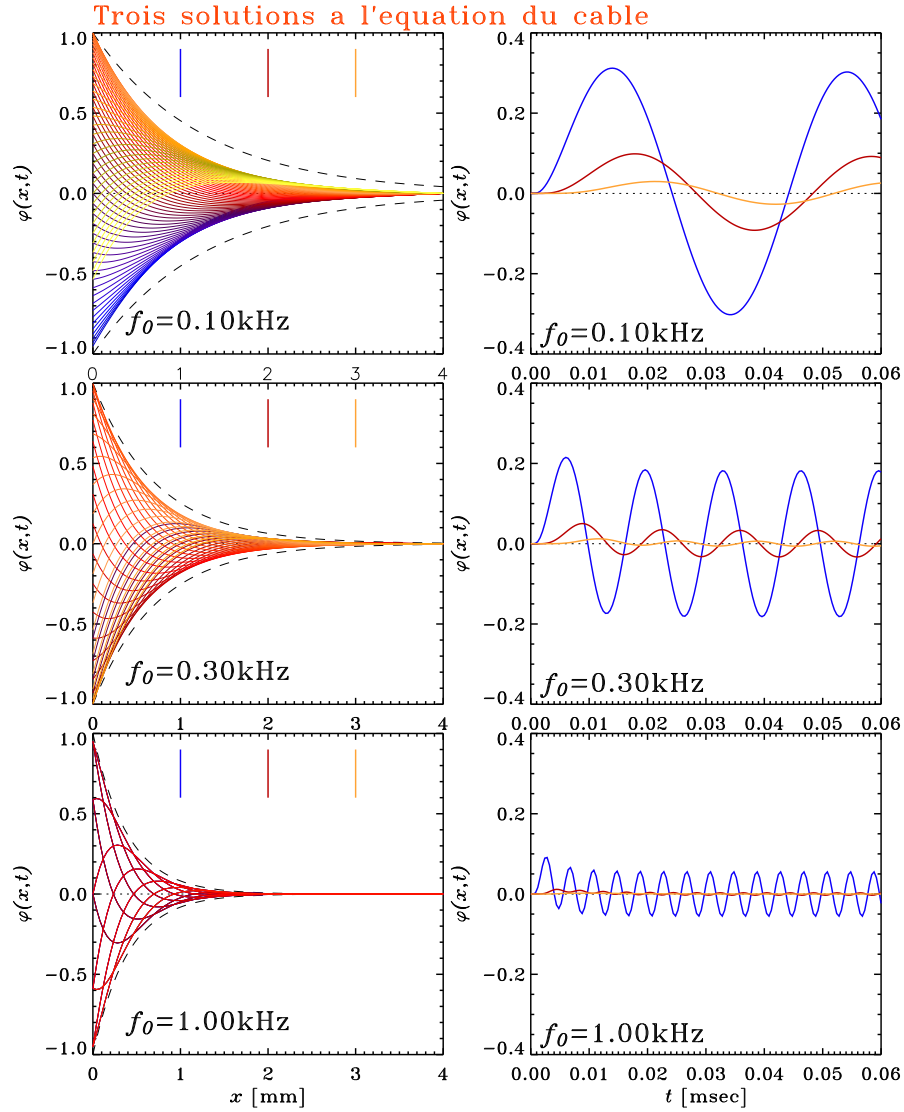 Trois solutions a l'equation du cable
1.0
0.5
0.0
−0.5
−1.0
φ(x,t)
f0=0.10kHz
0 1 2 3 4
0.4
0.2
0.0
−0.2
−0.4
φ(x,t)
f0=0.10kHz
0.00 0.01 0.02 0.03 0.04 0.05 0.06
1.0
0.5
0.0
−0.5
−1.0
φ(x,t)
f0=0.30kHz
0 1 2 3 4
0.4
0.2
0.0
−0.2
−0.4
φ(x,t)
f0=0.30kHz
0.00 0.01 0.02 0.03 0.04 0.05 0.06
1.0
0.5
0.0
−0.5
−1.0
φ(x,t)
f0=1.00kHz
0 1 2 3 4
x [mm]
0.4
0.2
0.0
−0.2
−0.4
φ(x,t)
f0=1.00kHz
0.00 0.01 0.02 0.03 0.04 0.05 0.06
t [msec]